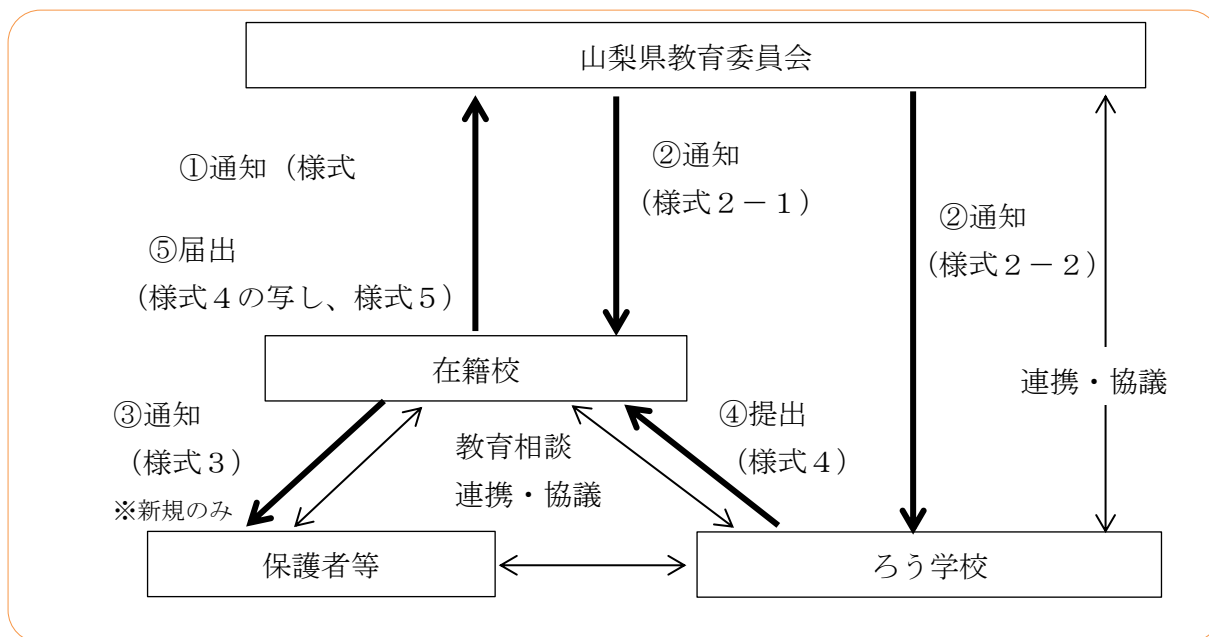 山梨県教育委員会
①通知（様式
②通知
（様式２－１）
②通知
（様式２－２）
⑤届出
（様式４の写し、様式５）
在籍校
連携・協議
③通知
（様式３）
※新規のみ
教育相談
連携・協議
④提出
（様式４）
保護者等
ろう学校